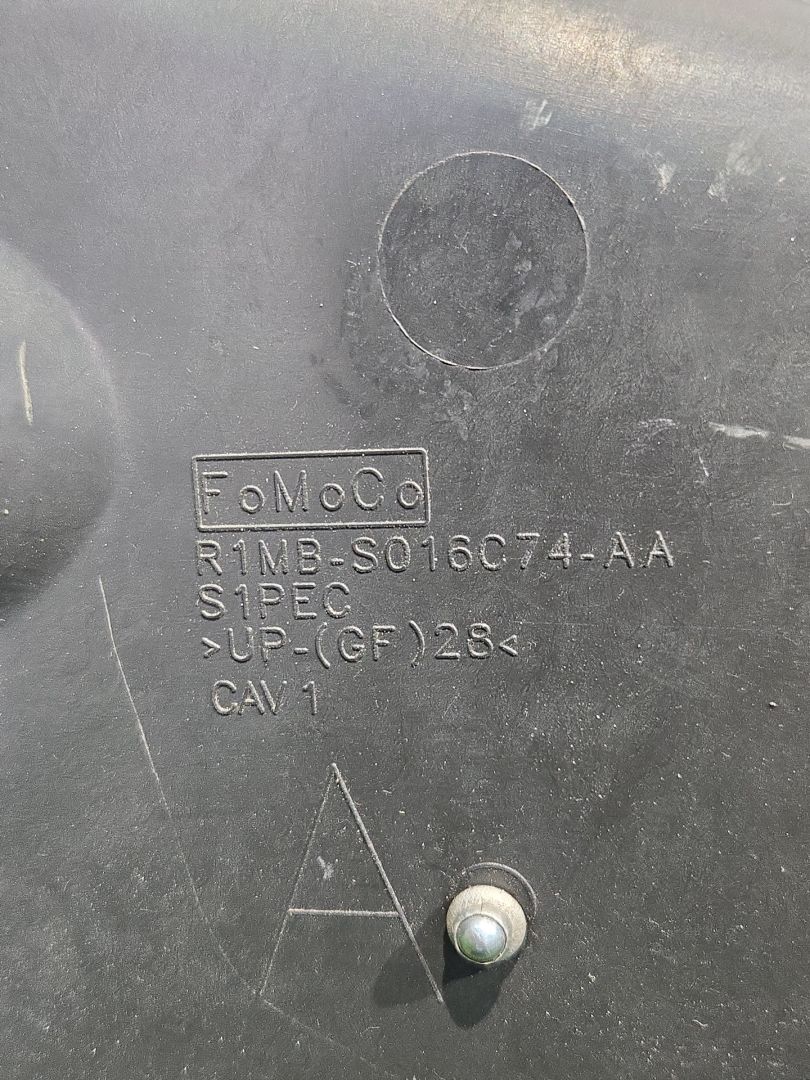 FoMoCo
R1MB-S016C74-AA
S1PEC
>UP-(GF)28<
CAV 1
A